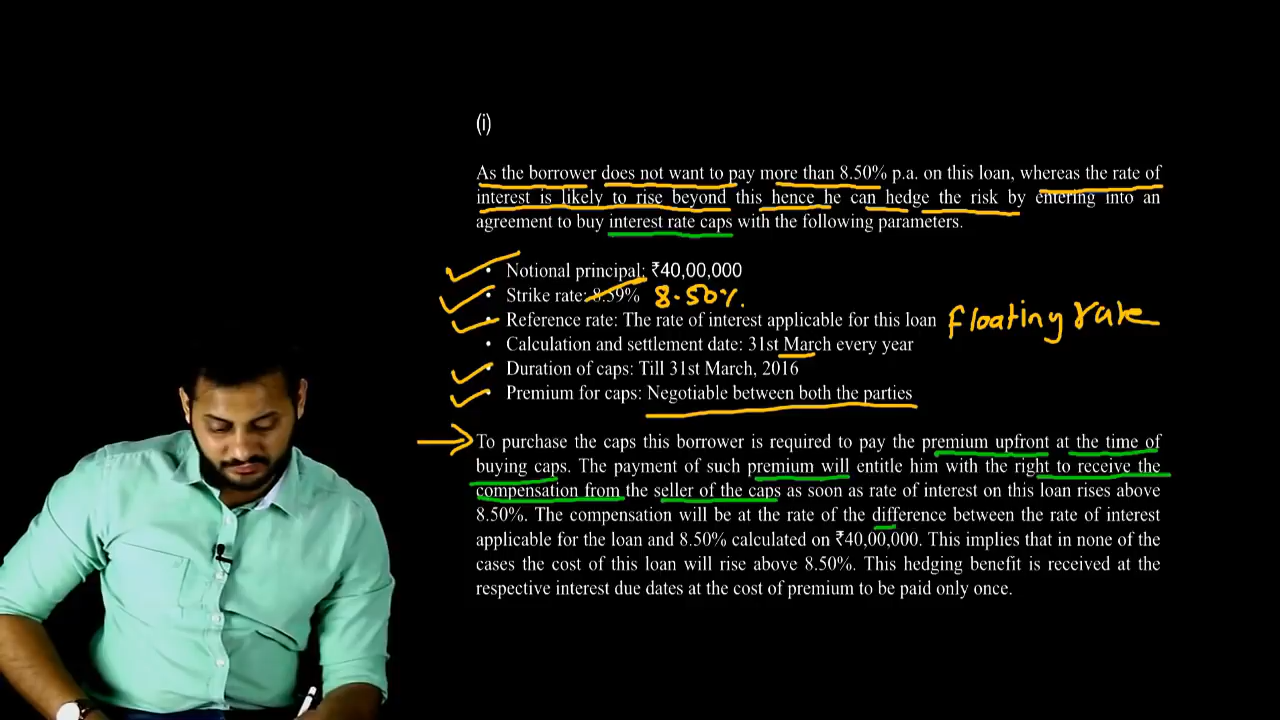 (i)
As the borrower does not want to pay more than 8.50% p.a. on this loan, whereas the rate of
interest is likely to rise beyond this hence he can hedge the risk by entering into an
agreement to buy interest rate caps with the following parameters.
• Notional principal: ₹40,00,000
• Strike rate: 8.59% 8.50%.
• Reference rate: The rate of interest applicable for this loan floating rate
• Calculation and settlement date: 31st March every year
• Duration of caps: Till 31st March, 2016
• Premium for caps: Negotiable between both the parties
To purchase the caps this borrower is required to pay the premium upfront at the time of
buying caps. The payment of such premium will entitle him with the right to receive the
compensation from the seller of the caps as soon as rate of interest on this loan rises above
8.50%. The compensation will be at the rate of the difference between the rate of interest
applicable for the loan and 8.50% calculated on ₹40,00,000. This implies that in none of the
cases the cost of this loan will rise above 8.50%. This hedging benefit is received at the
respective interest due dates at the cost of premium to be paid only once.